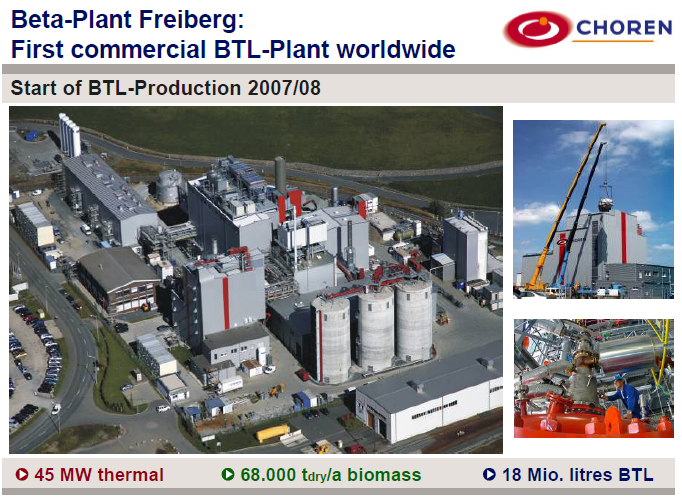 Beta-Plant Freiberg:
First commercial BTL-Plant worldwide
CHOREN
Start of BTL-Production 2007/08
45 MW thermal
68.000 tdry/a biomass
18 Mio. litres BTL